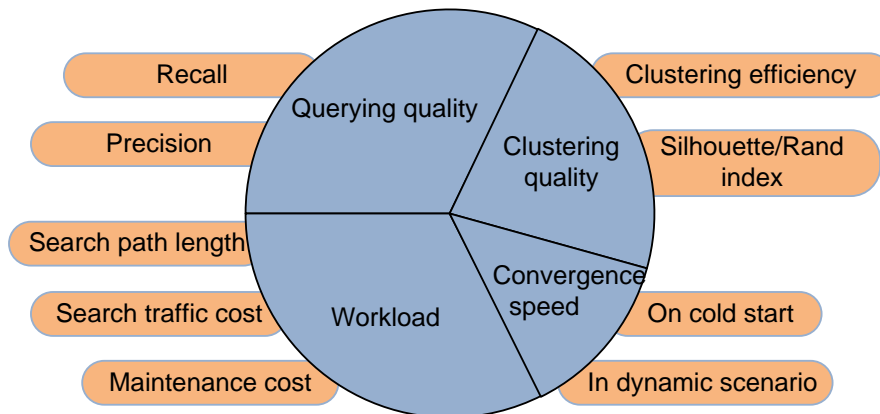 Recall
Precision
Search path length
Search traffic cost
Maintenance cost
Querying quality
Workload
Clustering
quality
Convergence
speed
Clustering efficiency
Silhouette/Rand
index
On cold start
In dynamic scenario